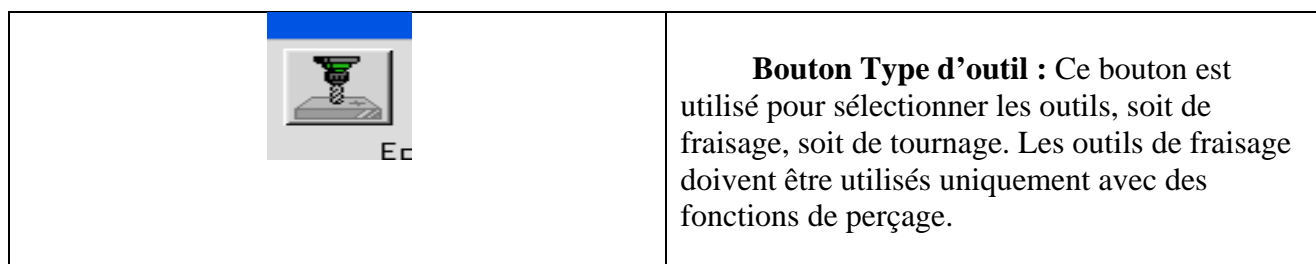 Bouton Type d’outil : Ce bouton est
utilisé pour sélectionner les outils, soit de
fraisage, soit de tournage. Les outils de fraisage
doivent être utilisés uniquement avec des
fonctions de perçage.